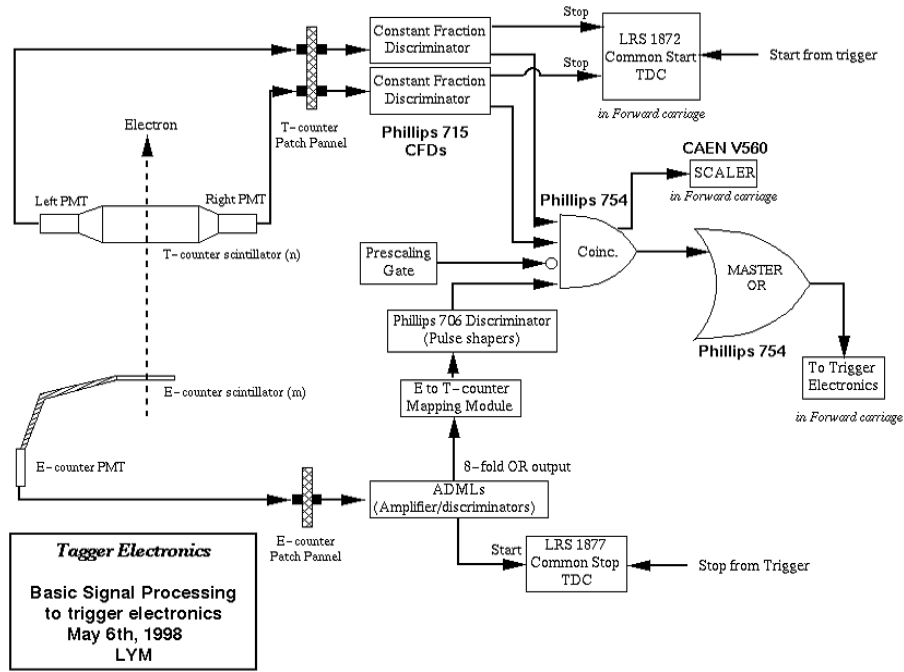 Constant Fraction
Discriminator
Stop
LRS 1872
Common Start
TDC
Start from trigger
Stop
Constant Fraction
Discriminator
in Forward carriage
Electron
T-counter
Patch Pannel
Phillips 715
CFDs
CAEN V560
SCALER
in Forward carriage
Left PMT
Right PMT
Phillips 754
T-counter scintillator (n)
Prescaling
Gate
Coinc.
MASTER
OR
Phillips 706 Discriminator
(Pulse shapers)
Phillips 754
To Trigger
Electronics
in Forward carriage
E-counter scintillator (m)
E to T-counter
Mapping Module
E-counter PMT
8-fold OR output
ADMLs
(Amplifier/discriminators)
E-counter
Patch Pannel
Start
LRS 1877
Common Stop
TDC
Stop from Trigger
Tagger Electronics
Basic Signal Processing
to trigger electronics
May 6th, 1998
LYM